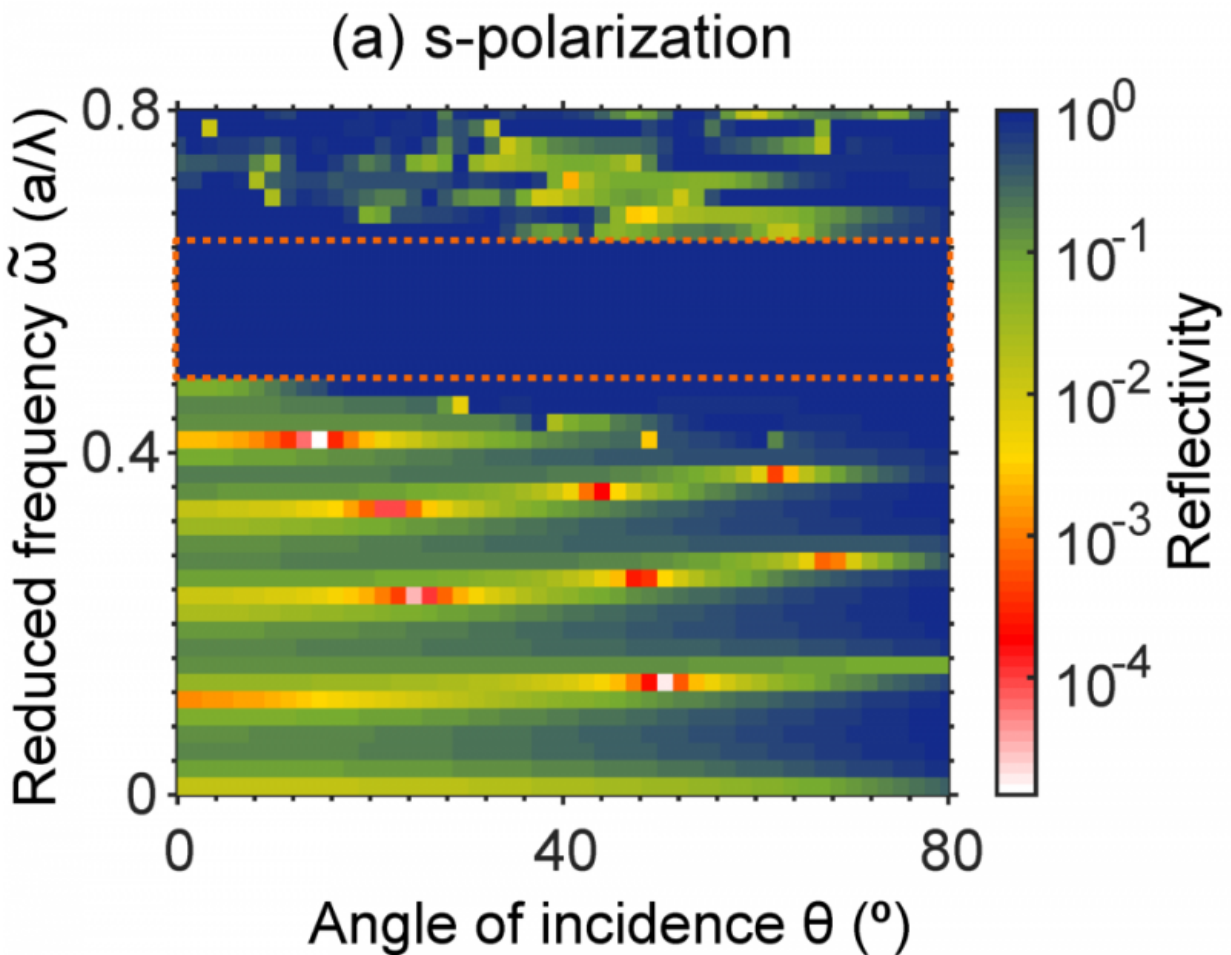 (a) s-polarization
Reduced frequency ω̃ (a/λ)
0.8
0.4
0
0
40
80
Angle of incidence θ (º)
10⁰
10⁻¹
10⁻²
10⁻³
10⁻⁴
Reflectivity